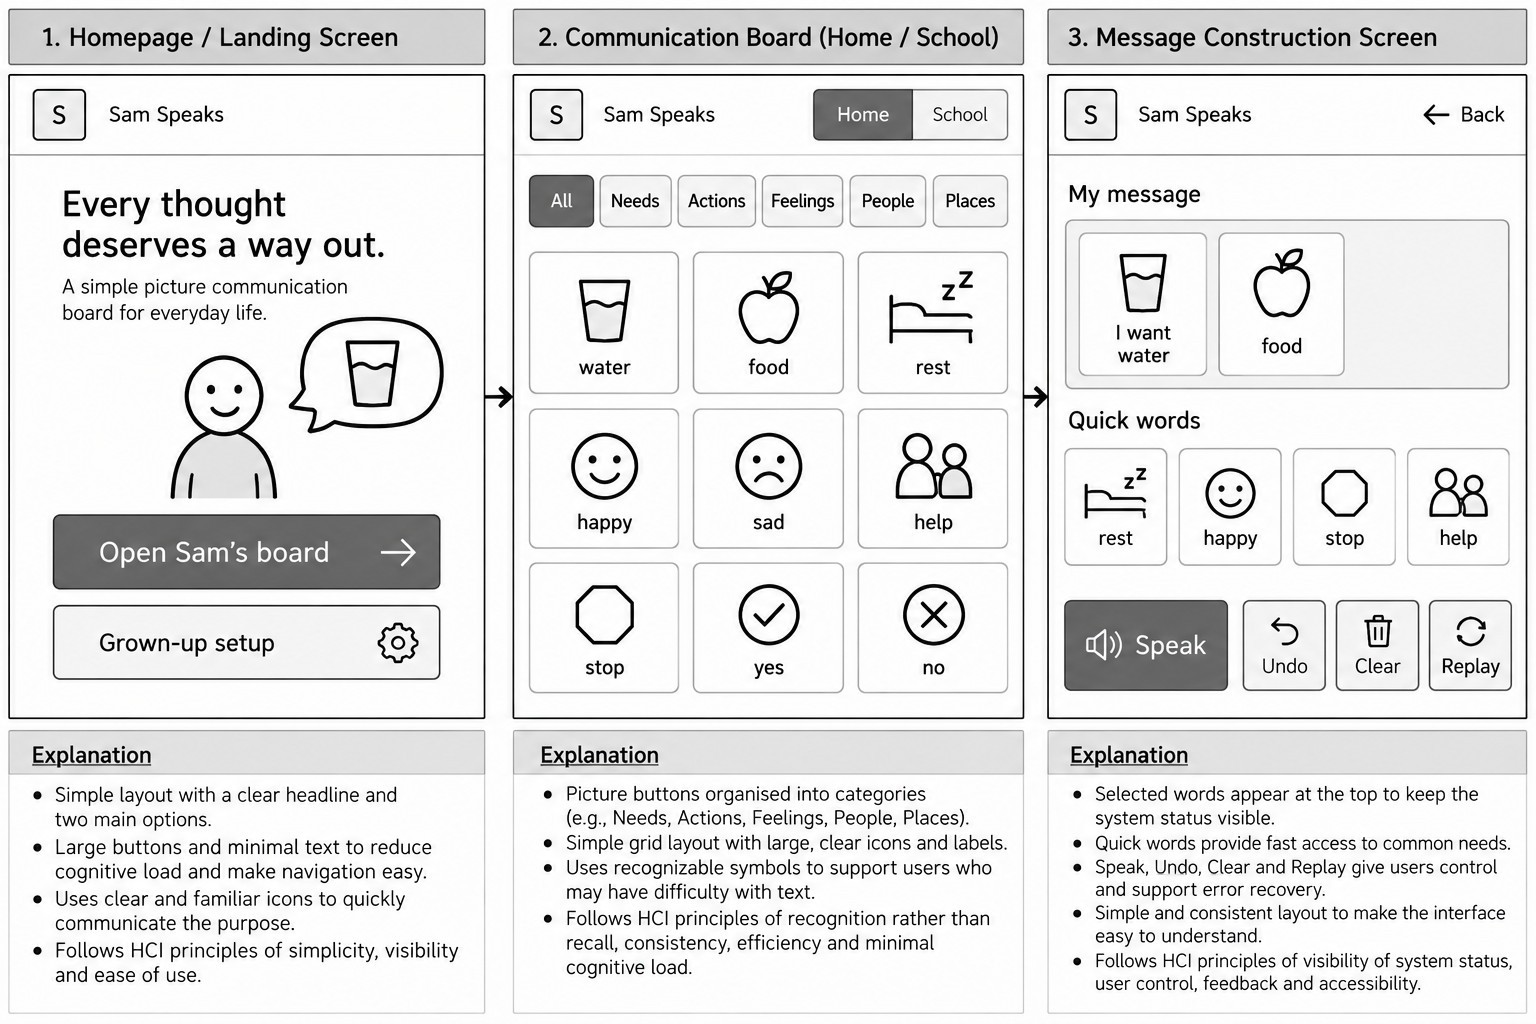 1. Homepage / Landing Screen
S
Sam Speaks
Every thought
deserves a way out.
A simple picture communication
board for everyday life.
Open Sam's board
Grown-up setup
Explanation
• Simple layout with a clear headline and
two main options.
• Large buttons and minimal text to reduce
cognitive load and make navigation easy.
• Uses clear and familiar icons to quickly
communicate the purpose.
• Follows HCI principles of simplicity, visibility
and ease of use.
2. Communication Board (Home / School)
S
Sam Speaks
Home School
All Needs Actions Feelings People Places
water food rest
zz
happy sad help
stop yes no
Explanation
• Picture buttons organised into categories
(e.g., Needs, Actions, Feelings, People, Places).
• Simple grid layout with large, clear icons and labels.
• Uses recognizable symbols to support users who
may have difficulty with text.
• Follows HCI principles of recognition rather than
recall, consistency, efficiency and minimal
cognitive load.
3. Message Construction Screen
S
Sam Speaks
← Back
My message
I want
water
food
Quick words
zz
rest happy stop help
Speak Undo Clear Replay
Explanation
• Selected words appear at the top to keep the
system status visible.
• Quick words provide fast access to common needs.
• Speak, Undo, Clear and Replay give users control
and support error recovery.
• Simple and consistent layout to make the interface
easy to understand.
• Follows HCI principles of visibility of system status,
user control, feedback and accessibility.